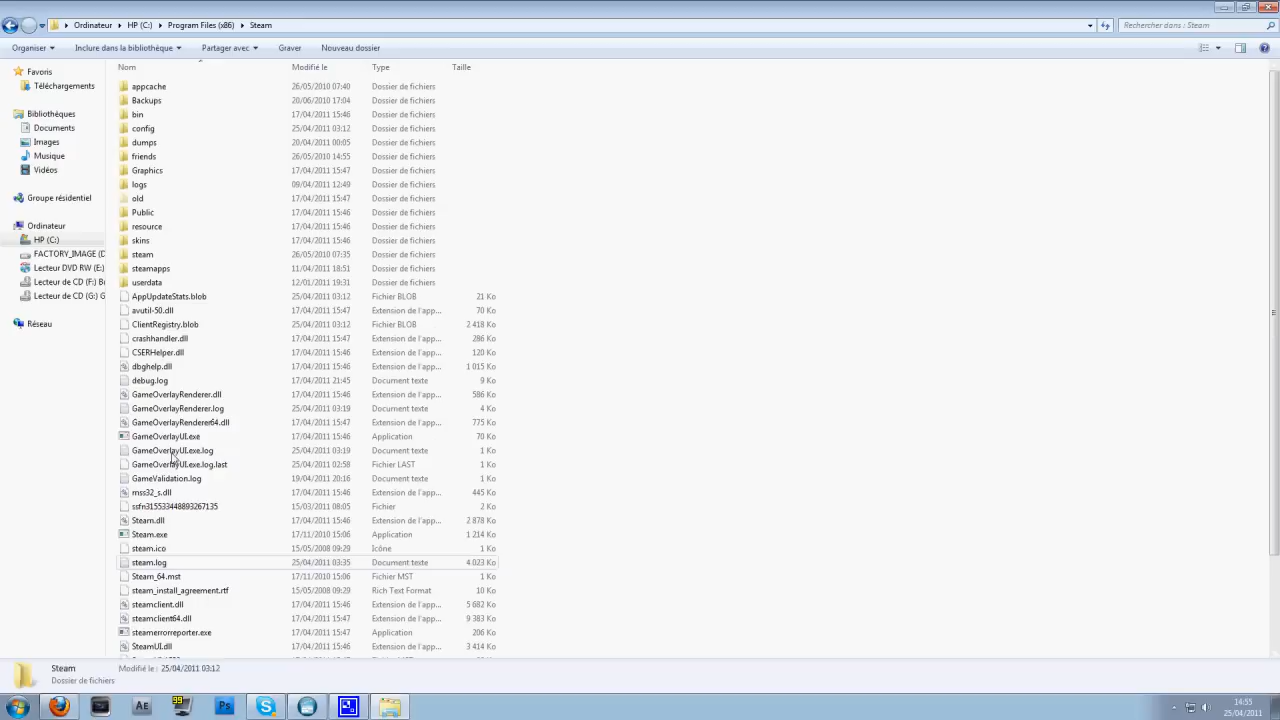 Ordinateur HP (C:) Program Files (x86) Steam
Rechercher dans : Steam
Organiser Inclure dans la bibliothèque Partager avec Graver Nouveau dossier
Favoris
Téléchargements
Bibliothèques
Documents
Images
Musique
Vidéos
Groupe résidentiel
Ordinateur
HP (C:)
FACTORY_IMAGE (D
Lecteur DVD RW (E:)
Lecteur de CD (F:) B
Lecteur de CD (G:) G
Réseau
Nom Modifié le Type Taille
appcache 26/05/2010 07:40 Dossier de fichiers
Backups 20/06/2010 17:04 Dossier de fichiers
bin 17/04/2011 15:46 Dossier de fichiers
config 25/04/2011 03:12 Dossier de fichiers
dumps 20/04/2011 00:05 Dossier de fichiers
friends 26/05/2010 14:55 Dossier de fichiers
Graphics 17/04/2011 15:47 Dossier de fichiers
logs 09/04/2011 12:49 Dossier de fichiers
old 17/04/2011 15:47 Dossier de fichiers
Public 17/04/2011 15:46 Dossier de fichiers
resource 17/04/2011 15:46 Dossier de fichiers
skins 17/04/2011 15:46 Dossier de fichiers
steam 26/05/2010 07:35 Dossier de fichiers
steamapps 11/04/2011 18:51 Dossier de fichiers
userdata 12/01/2011 19:31 Dossier de fichiers
AppUpdateStats.blob 25/04/2011 03:12 Fichier BLOB 21 Ko
avutil-50.dll 17/04/2011 15:47 Extension de l'app... 70 Ko
ClientRegistry.blob 25/04/2011 03:12 Fichier BLOB 2 418 Ko
crashhandler.dll 17/04/2011 15:47 Extension de l'app... 286 Ko
CSERHelper.dll 17/04/2011 15:46 Extension de l'app... 120 Ko
dbghelp.dll 17/04/2011 15:46 Extension de l'app... 1 015 Ko
debug.log 17/04/2011 21:45 Document texte 9 Ko
GameOverlayRenderer.dll 17/04/2011 15:46 Extension de l'app... 586 Ko
GameOverlayRenderer.log 25/04/2011 03:19 Document texte 4 Ko
GameOverlayRenderer64.dll 17/04/2011 15:47 Extension de l'app... 775 Ko
GameOverlayUI.exe 17/04/2011 15:46 Application 70 Ko
GameOverlayUI.exe.log 25/04/2011 03:19 Document texte 1 Ko
GameOverlayUI.exe.log.last 25/04/2011 02:58 Fichier LAST 1 Ko
GameValidation.log 19/04/2011 20:16 Document texte 1 Ko
mss32_s.dll 17/04/2011 15:46 Extension de l'app... 445 Ko
ssfn315533448893267135 15/03/2011 08:05 Fichier 2 Ko
Steam.dll 17/04/2011 15:46 Extension de l'app... 2 878 Ko
Steam.exe 17/11/2010 15:06 Application 1 214 Ko
steam.ico 15/05/2008 09:29 Icône 1 Ko
steam.log 25/04/2011 03:35 Document texte 4 023 Ko
Steam_64.mst 17/11/2010 15:06 Fichier MST 1 Ko
steam_install_agreement.rtf 15/05/2008 09:29 Rich Text Format 10 Ko
steamclient.dll 17/04/2011 15:46 Extension de l'app... 5 682 Ko
steamclient64.dll 17/04/2011 15:46 Extension de l'app... 9 383 Ko
steamerrorreporter.exe 17/04/2011 15:47 Application 206 Ko
SteamUI.dll 17/04/2011 15:46 Extension de l'app... 3 414 Ko
Steam Modifié le : 25/04/2011 03:12
Dossier de fichiers
Ae
99
Ps
14:55
25/04/2011